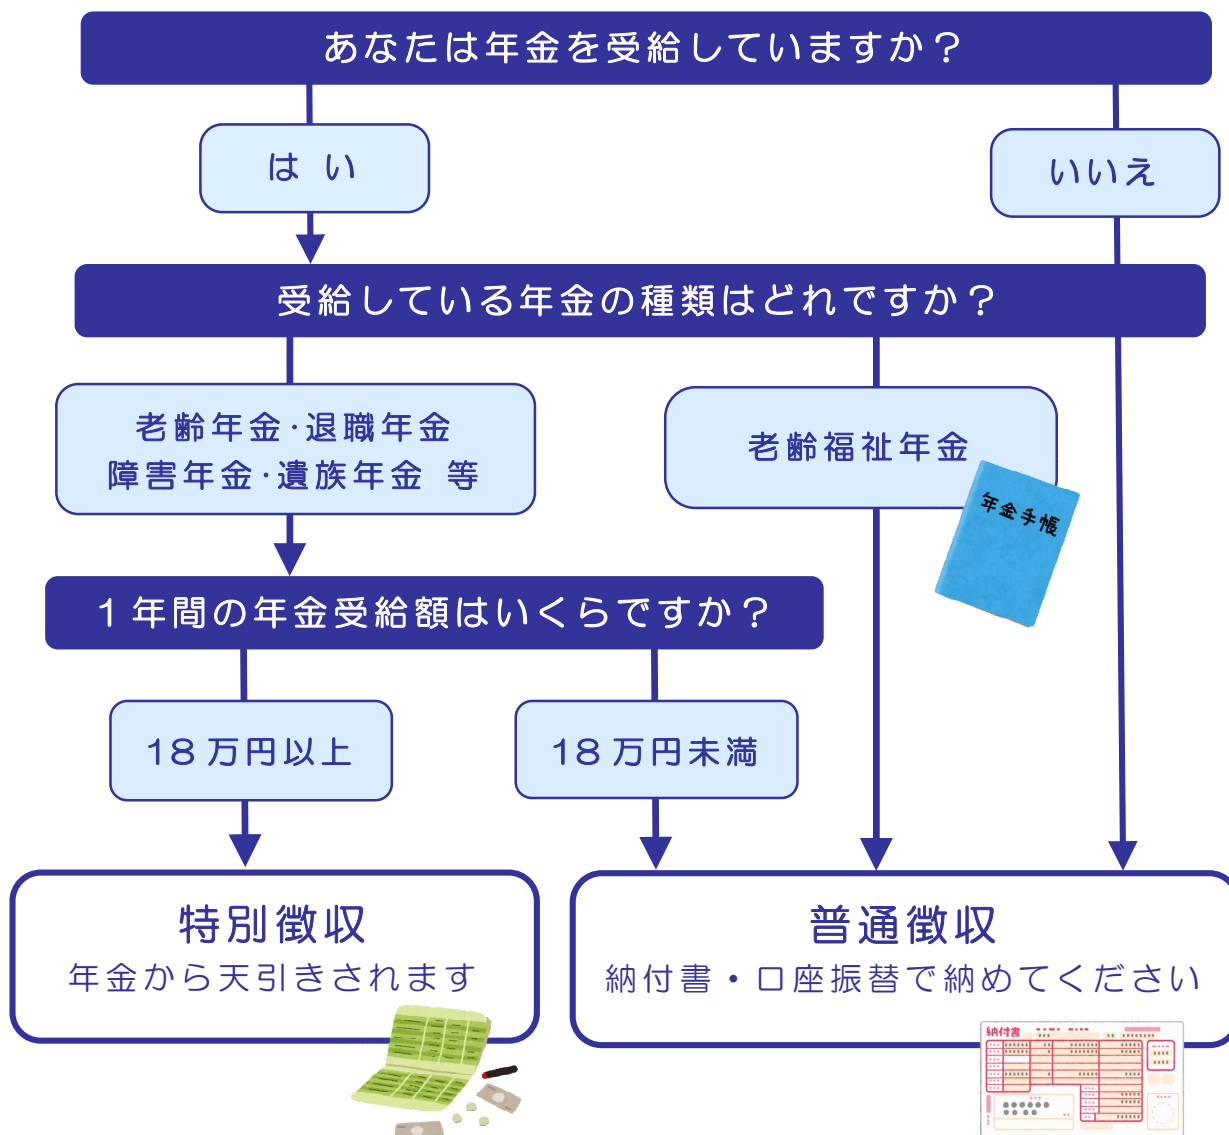 あなたは年金を受給していますか？
はい
いいえ
受給している年金の種類はどれですか？
老齢年金・退職年金
障害年金・遺族年金 等
老齢福祉年金
年金手帳
1年間の年金受給額はいくらですか？
18万円以上
18万円未満
特別徴収
年金から天引きされます
普通徴収
納付書・口座振替で納めてください
納付書